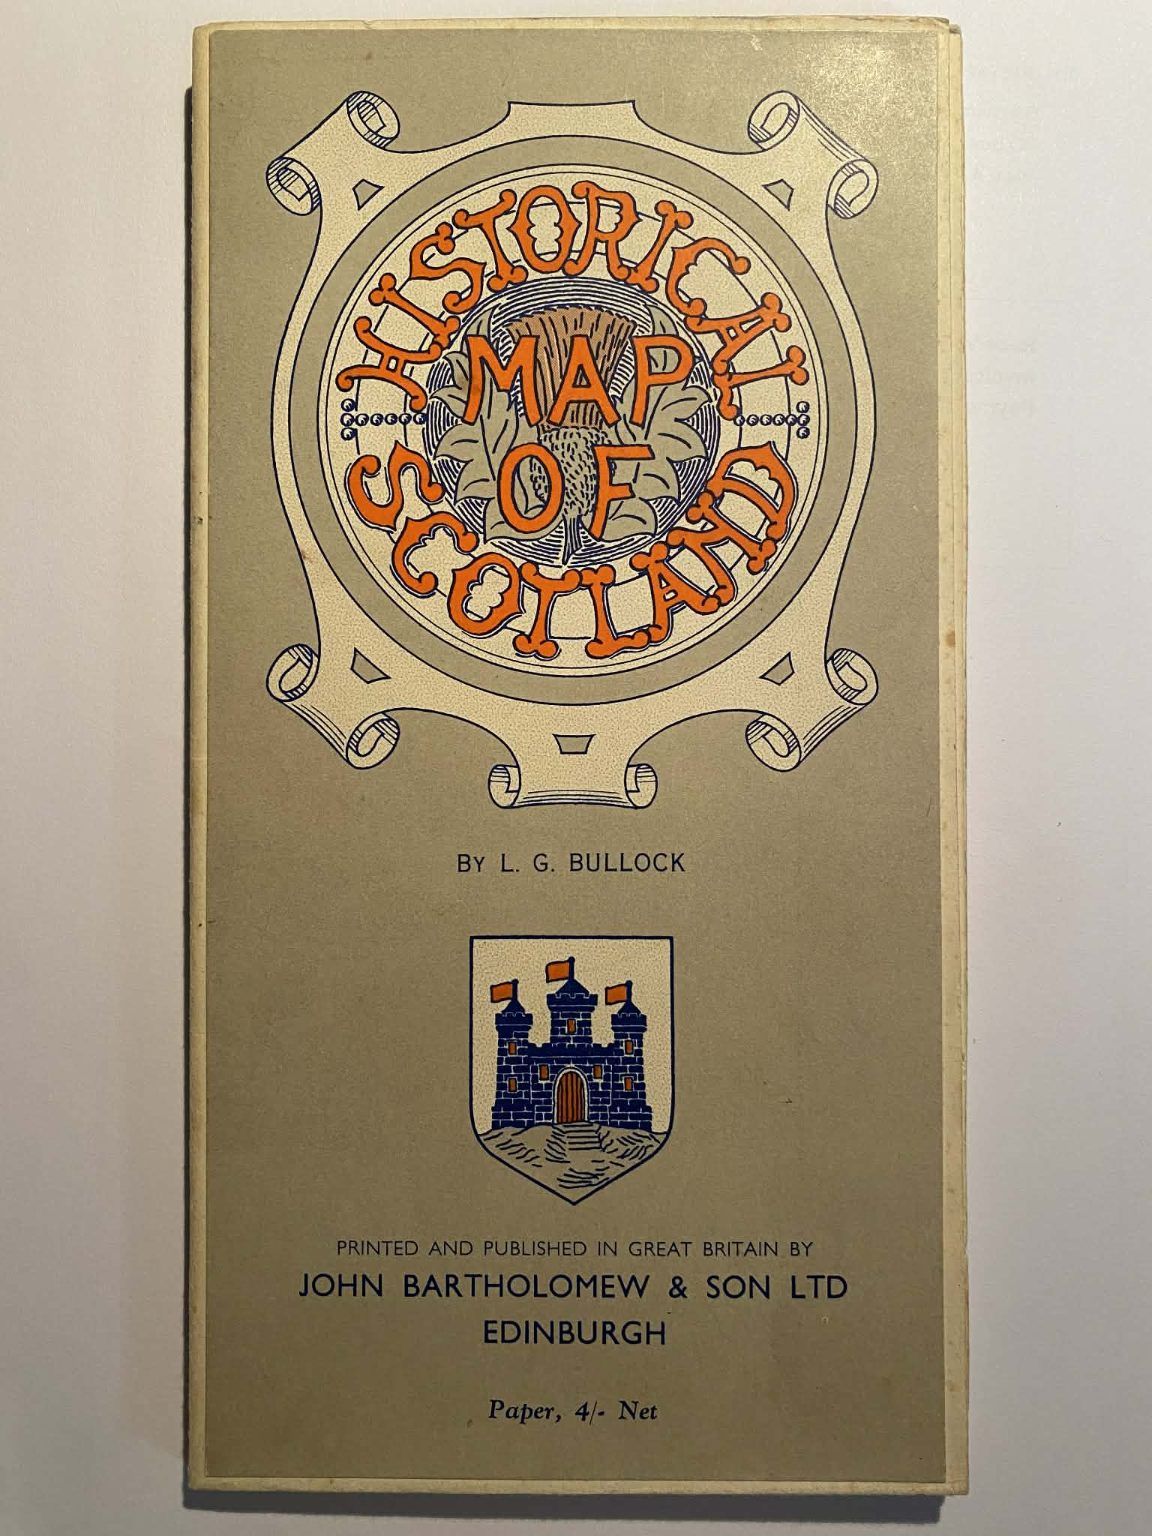 HISTORICAL
MAP
OF
SCOTLAND
BY L. G. BULLOCK
PRINTED AND PUBLISHED IN GREAT BRITAIN BY
JOHN BARTHOLOMEW & SON LTD
EDINBURGH
Paper, 4/- Net